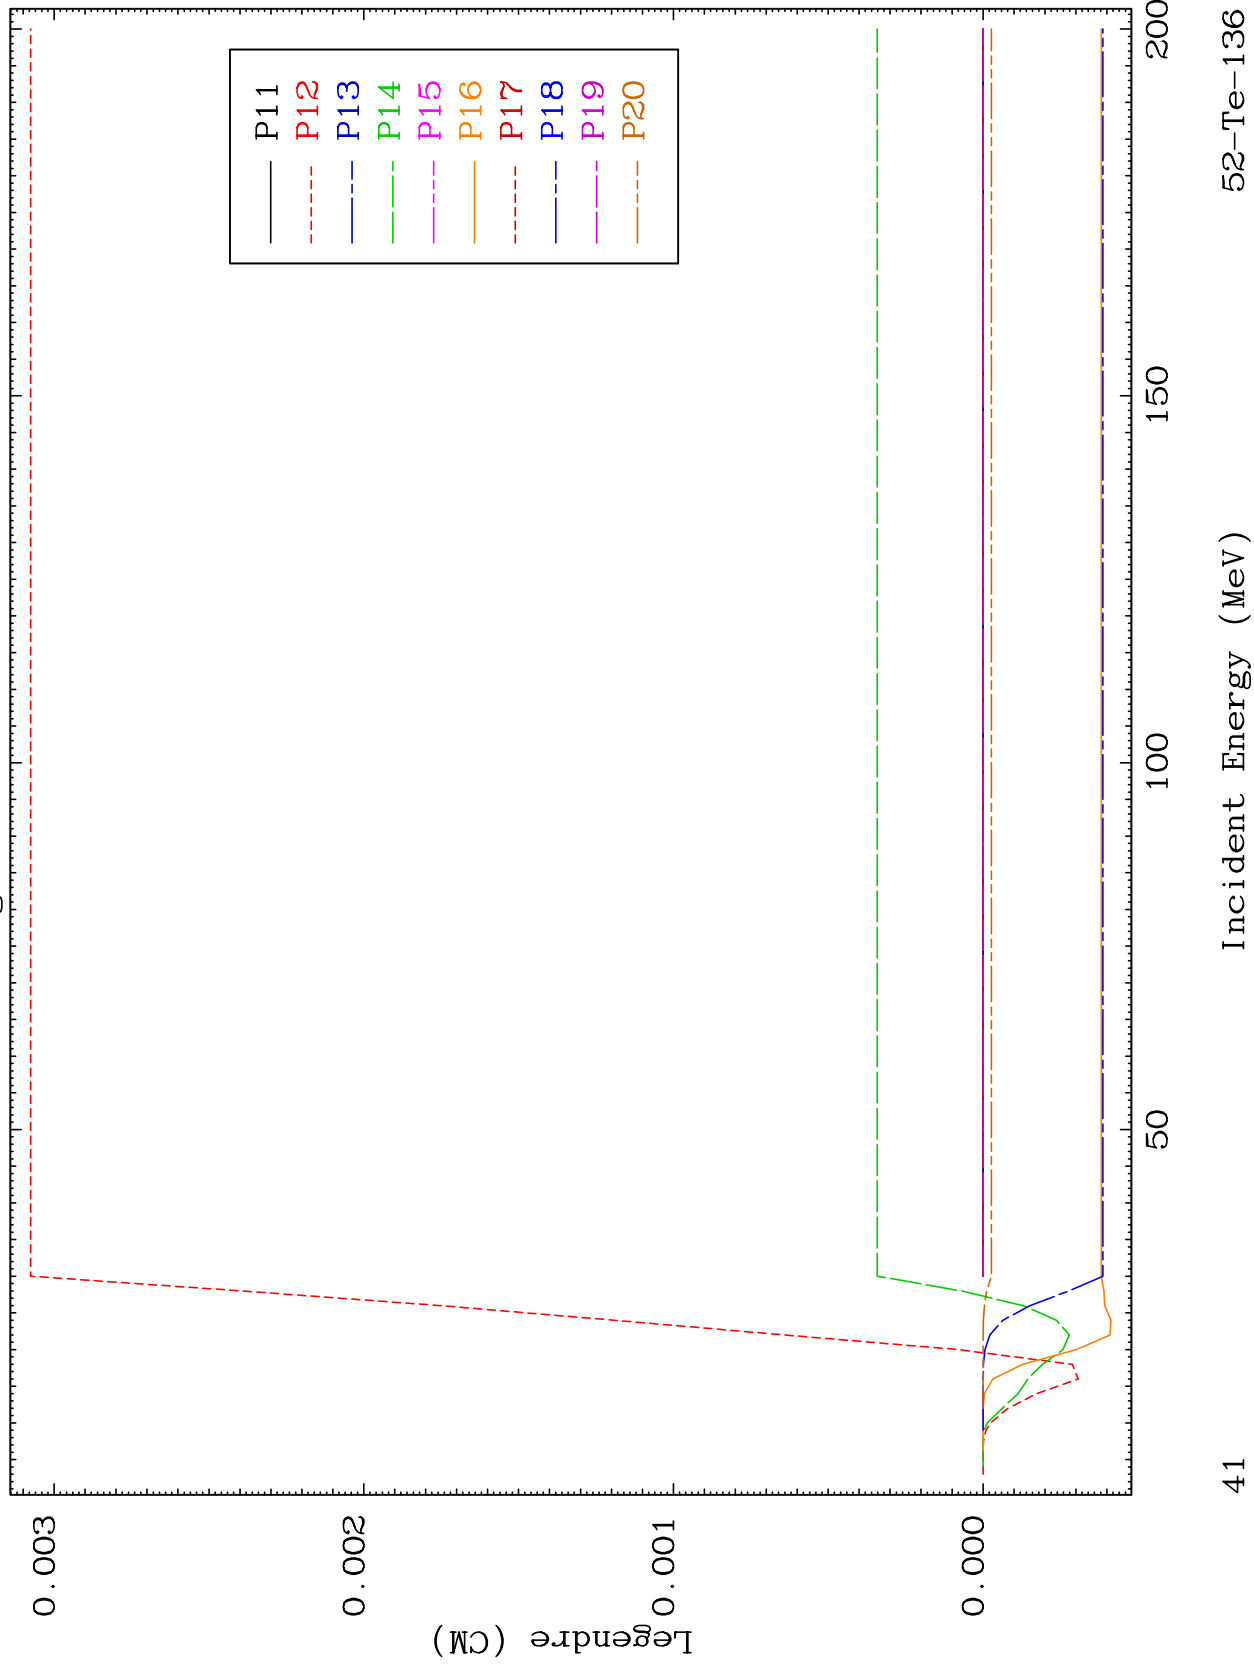 Legendre (CM)
0.003
0.002
0.001
0.000
P11
P12
P13
P14
P15
P16
P17
P18
P19
P20
50
100
150
200
41
Incident Energy (MeV)
52-Te-136